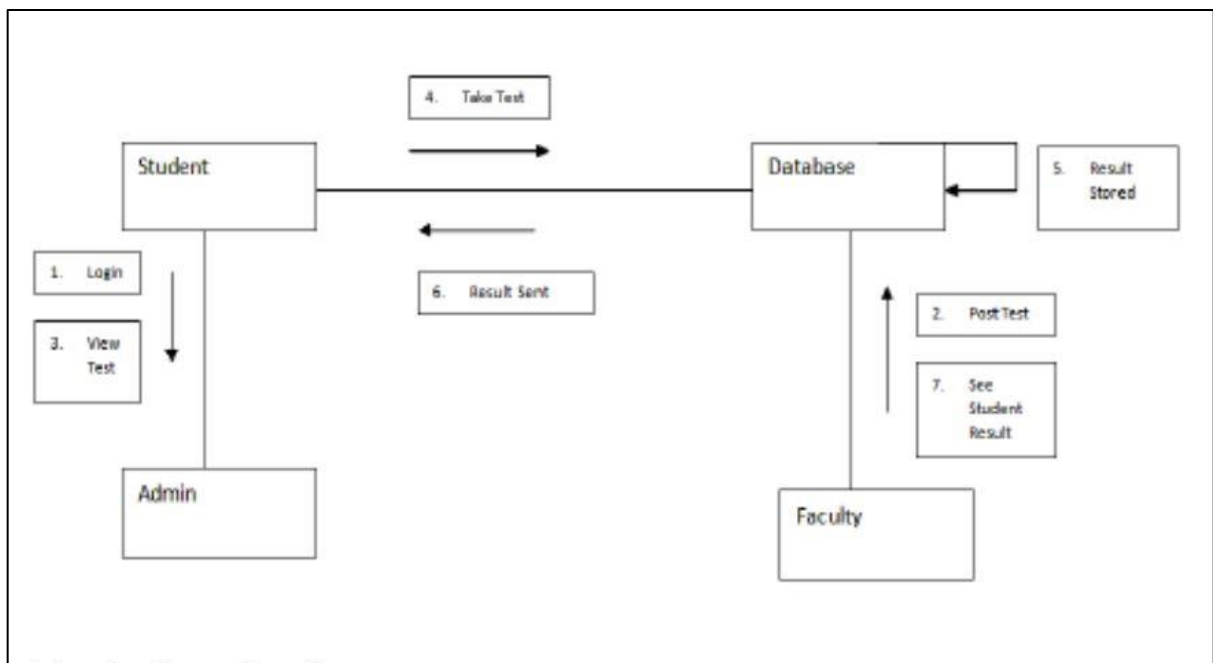 4. Take Test
Student
Database
5. Result
Stored
1. Login
6. Result Sent
3. View
Test
2. Post Test
7. See
Student
Result
Admin
Faculty